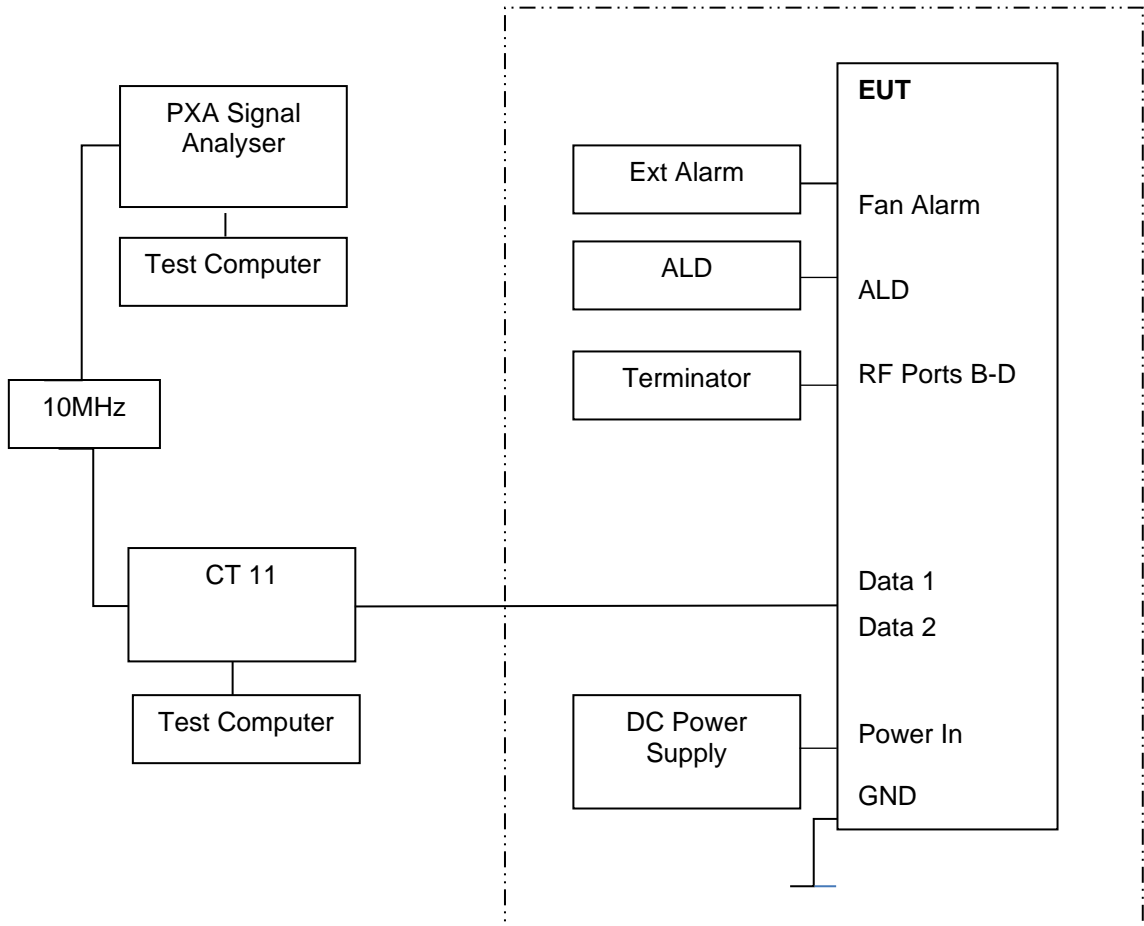 PXA Signal
Analyser
Test Computer
10MHz
CT 11
Test Computer
Ext Alarm
ALD
Terminator
DC Power
Supply
EUT
Fan Alarm
ALD
RF Ports B-D
Data 1
Data 2
Power In
GND